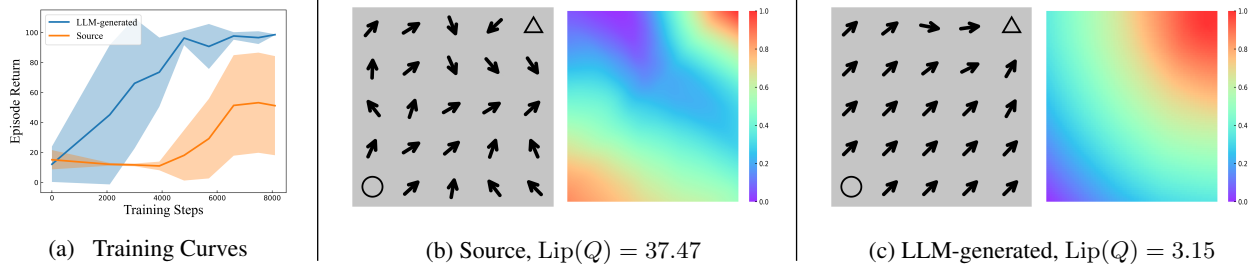 LLM-generated
Source
100
80
60
40
20
0
Episode Return
0 2000 4000 6000 8000
Training Steps
(a) Training Curves
1.0
0.8
0.6
0.4
0.2
0.0
(b) Source, Lip(Q) = 37.47
1.0
0.8
0.6
0.4
0.2
0.0
(c) LLM-generated, Lip(Q) = 3.15